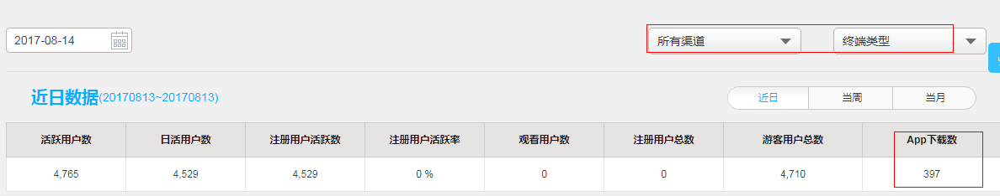 2017-08-14 所有渠道 终端类型
近日数据(20170813~20170813) 近日 当周 当月
活跃用户数 日活用户数 注册用户活跃数 注册用户活跃率 观看用户数 注册用户总数 游客用户总数 App下载数
4,765 4,529 4,529 0 % 0 0 4,710 397